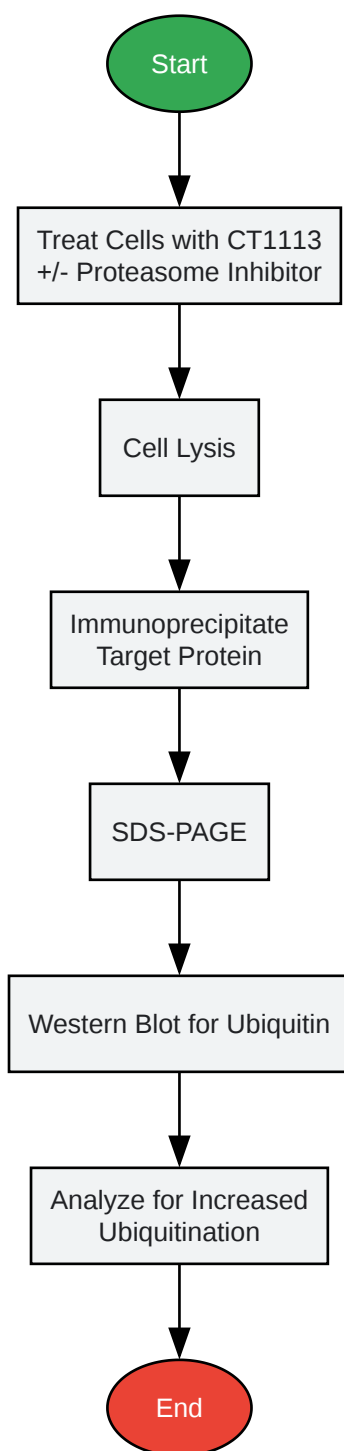 Start
Treat Cells with CT1113
+/- Proteasome Inhibitor
Cell Lysis
Immunoprecipitate
Target Protein
SDS-PAGE
Western Blot for Ubiquitin
Analyze for Increased
Ubiquitination
End